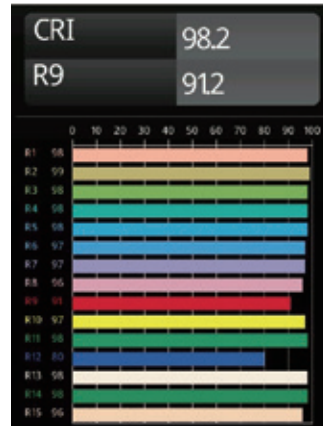 CRI 98.2
R9 91.2
0 10 20 30 40 50 60 70 80 90 100
R1 98
R2 99
R3 98
R4 98
R5 98
R6 97
R7 97
R8 96
R9 91
R10 97
R11 98
R12 80
R13 98
R14 98
R15 96